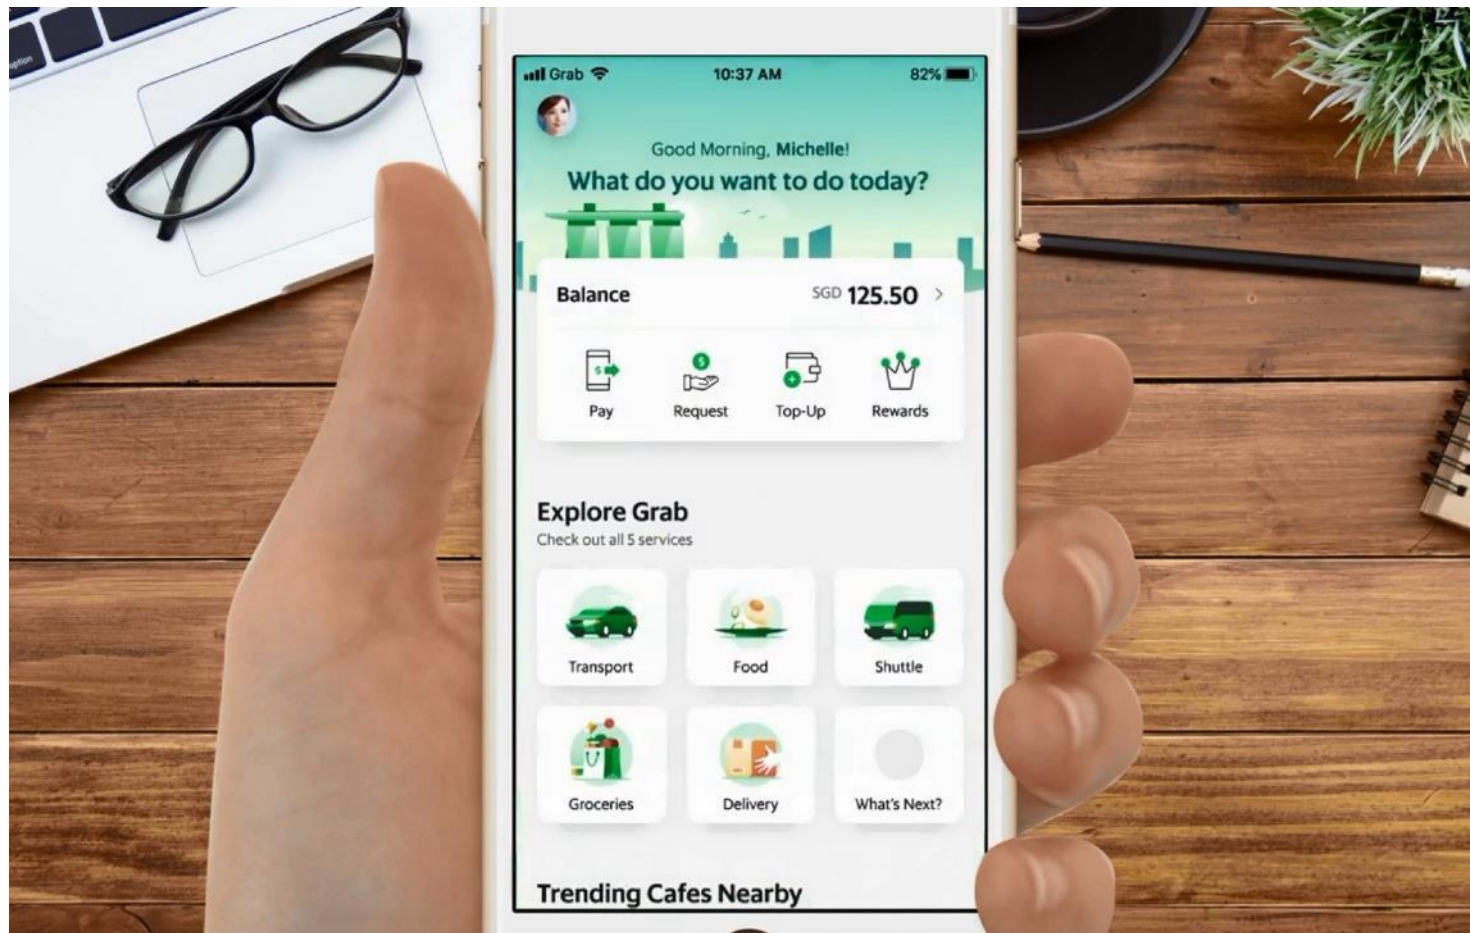 option
Grab
10:37 AM
82%
Good Morning, Michelle!
What do you want to do today?
Balance
SGD 125.50 >
Pay
Request
Top-Up
Rewards
Explore Grab
Check out all 5 services
Transport
Food
Shuttle
Groceries
Delivery
What's Next?
Trending Cafes Nearby